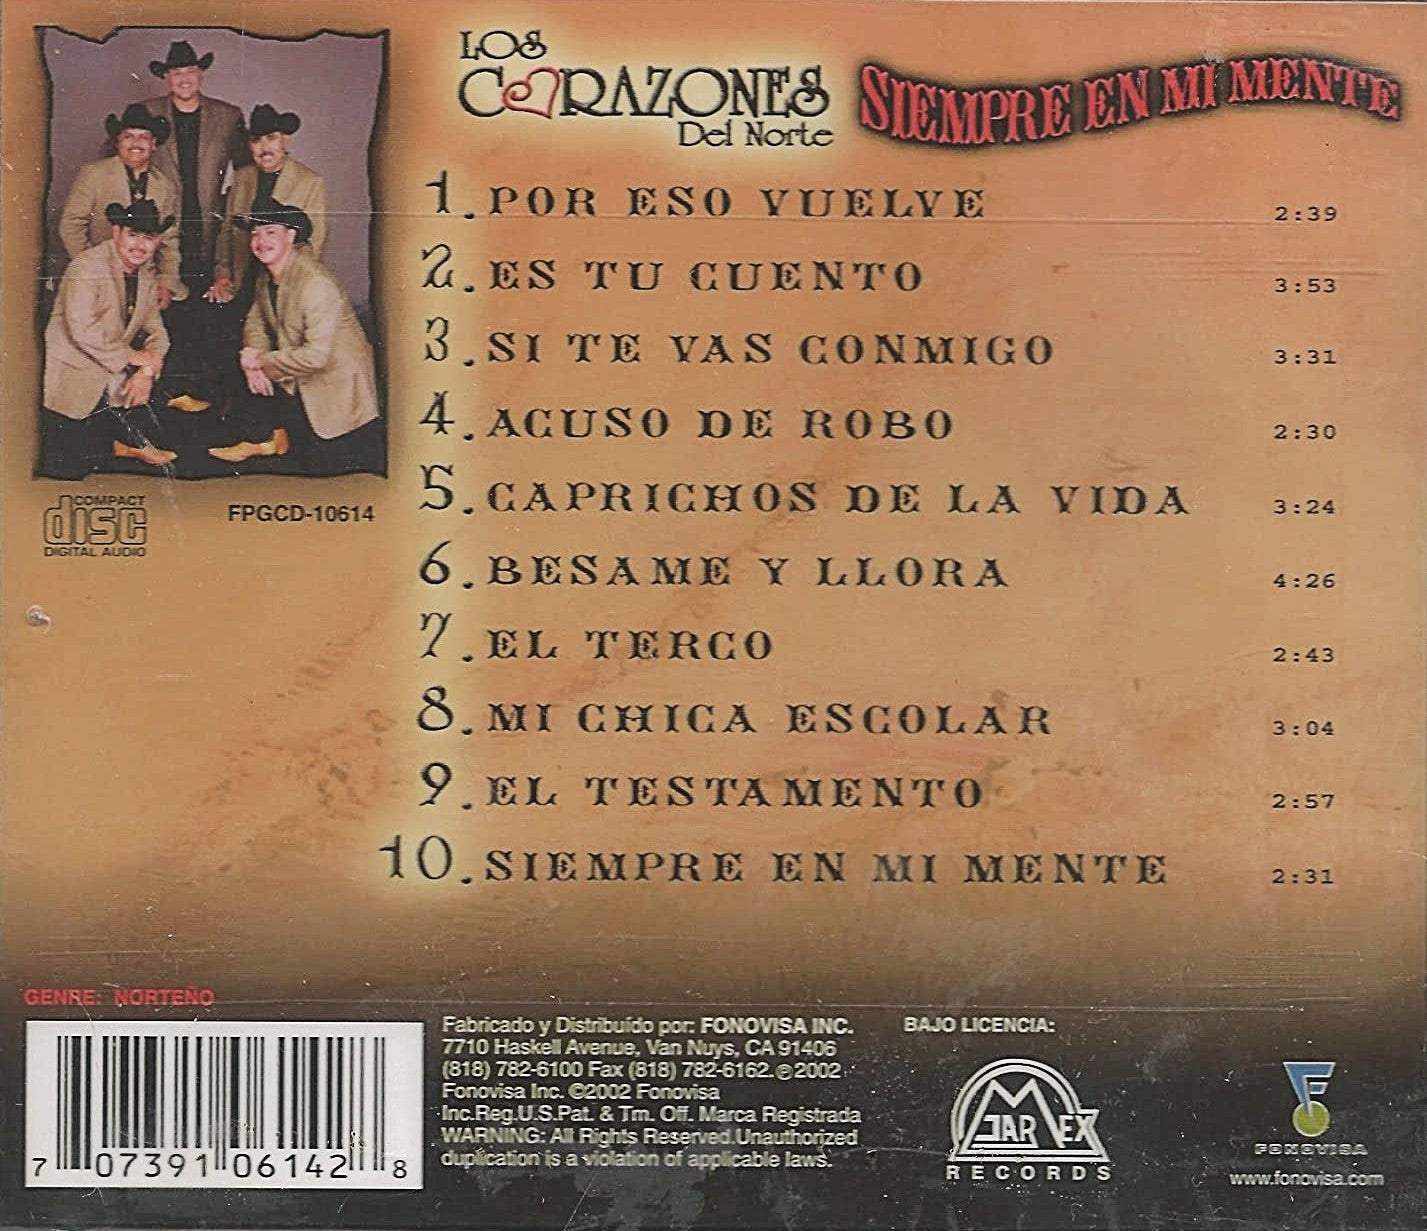 LOS
CORAZONES
Del Norte
SIEMPRE EN MI MENTE
1. POR ESO VUELVE 2:39
2. ES TU CUENTO 3:53
3. SI TE VAS CONMIGO 3:31
4. ACUSO DE ROBO 2:30
5. CAPRICHOS DE LA VIDA 3:24
6. BESAME Y LLORA 4:26
7. EL TERCO 2:43
8. MI CHICA ESCOLAR 3:04
9. EL TESTAMENTO 2:57
10. SIEMPRE EN MI MENTE 2:31
COMPACT
disc
DIGITAL AUDIO
FPGCD-10614
GENRE: NORTEÑO
7 07391 06142 8
Fabricado y Distribuído por: FONOVISA INC.
7710 Haskell Avenue, Van Nuys, CA 91406
(818) 782-6100 Fax (818) 782-6162. ℗2002
Fonovisa Inc. ©2002 Fonovisa
Inc.Reg.U.S.Pat. & Tm. Off. Marca Registrada
WARNING: All Rights Reserved.Unauthorized
duplication is a violation of applicable laws.
BAJO LICENCIA:
RECORDS
FONOVISA
www.fonovisa.com